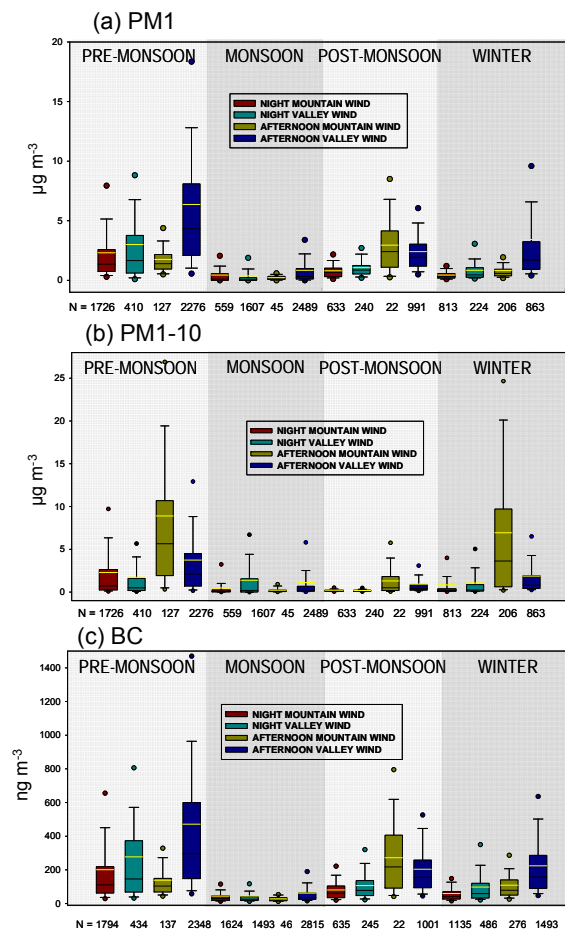 (a) PM1
20
PRE-MONSOON MONSOON POST-MONSOON WINTER
15
NIGHT MOUNTAIN WIND
NIGHT VALLEY WIND
AFTERNOON MOUNTAIN WIND
AFTERNOON VALLEY WIND
µg m-3
10
5
0
N = 1726 410 127 2276 559 1607 45 2489 633 240 22 991 813 224 206 863
(b) PM1-10
PRE-MONSOON MONSOON POST-MONSOON WINTER
25
20
NIGHT MOUNTAIN WIND
NIGHT VALLEY WIND
AFTERNOON MOUNTAIN WIND
AFTERNOON VALLEY WIND
µg m-3
15
10
5
0
N = 1726 410 127 2276 559 1607 45 2489 633 240 22 991 813 224 206 863
(c) BC
PRE-MONSOON MONSOON POST-MONSOON WINTER
1400
1200
NIGHT MOUNTAIN WIND
NIGHT VALLEY WIND
AFTERNOON MOUNTAIN WIND
AFTERNOON VALLEY WIND
ng m-3
1000
800
600
400
200
0
N = 1794 434 137 2348 1624 1493 46 2815 635 245 22 1001 1135 486 276 1493